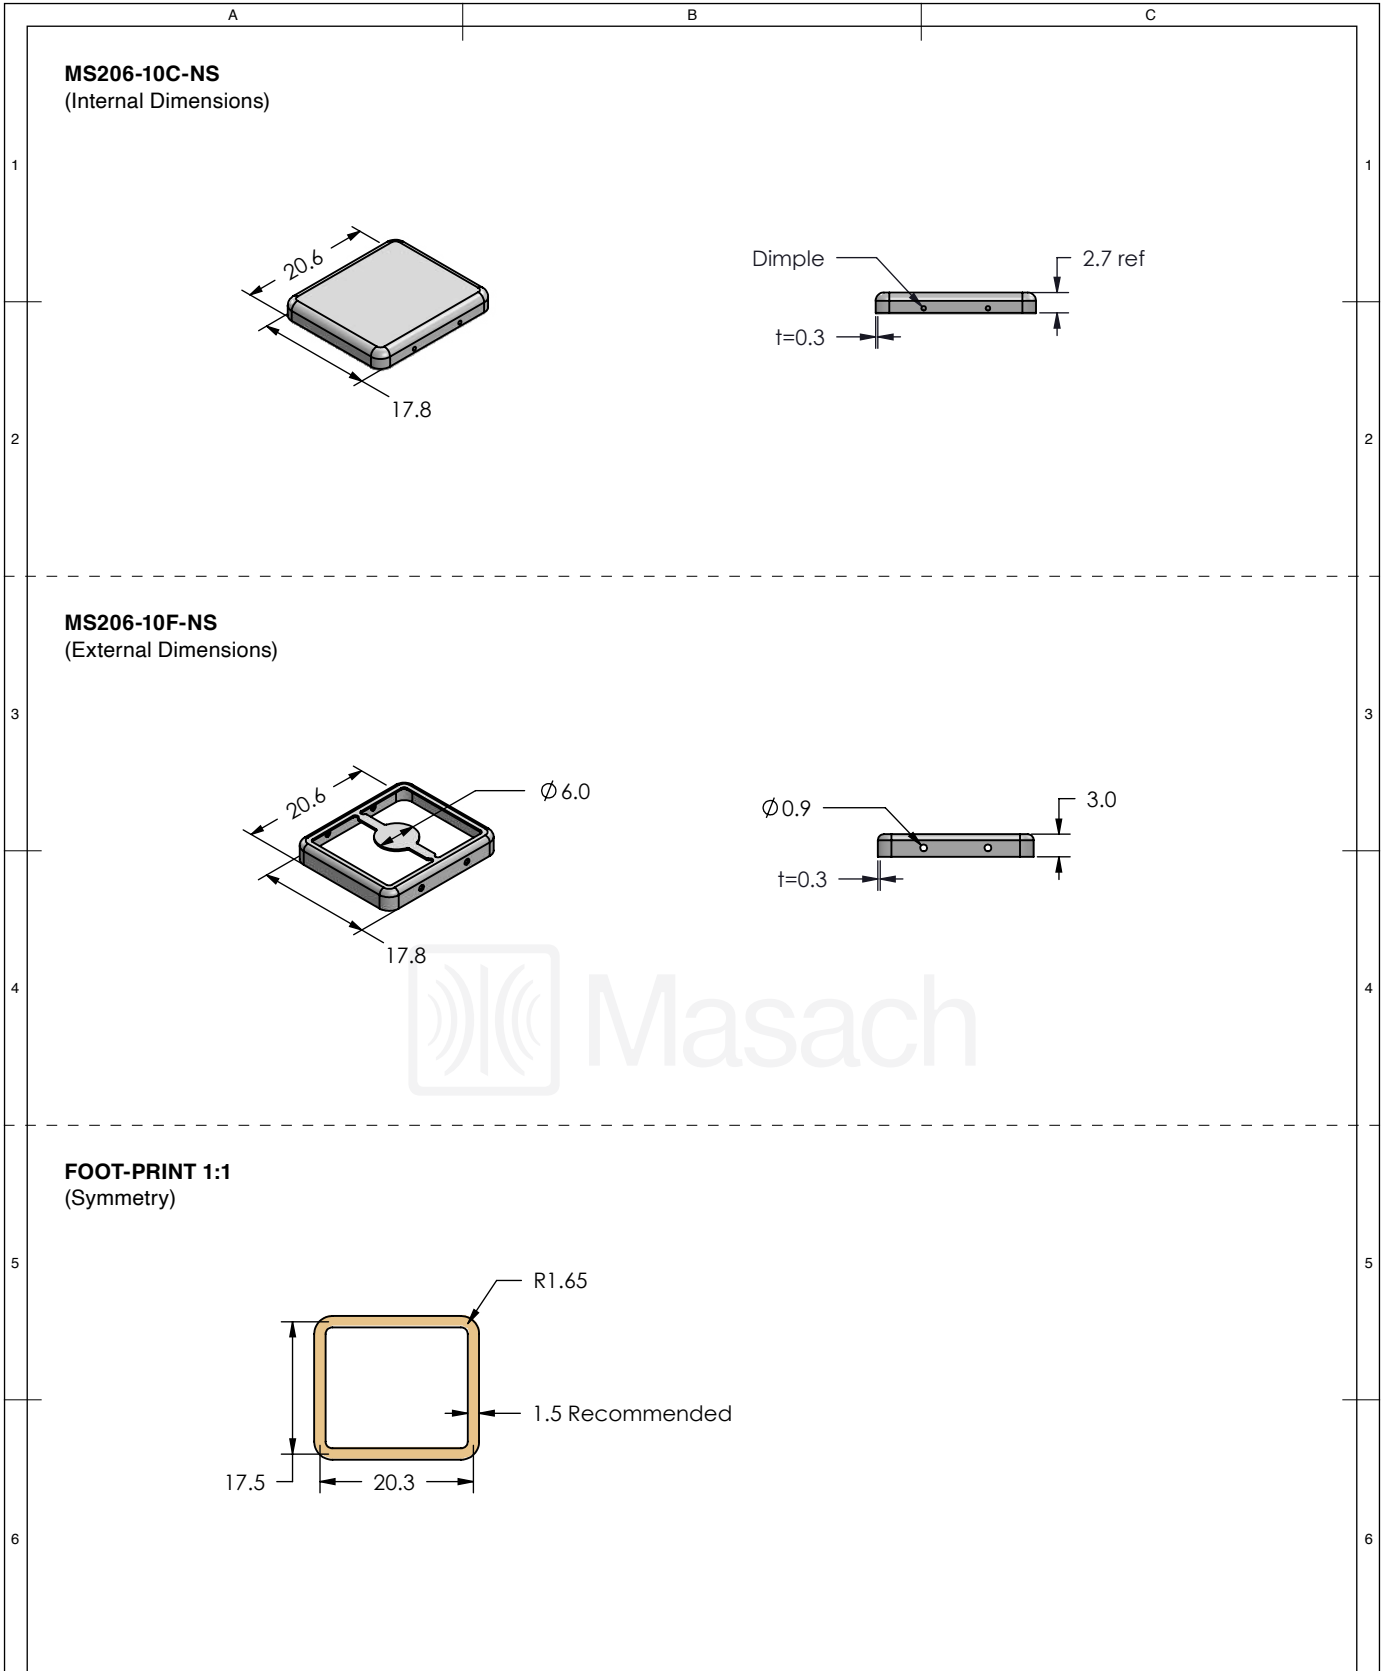 A B C
MS206-10C-NS
(Internal Dimensions)
1 1
20.6
17.8
Dimple
2.7 ref
t=0.3
2 2
MS206-10F-NS
(External Dimensions)
3 3
20.6
Ø6.0
17.8
Ø0.9
3.0
t=0.3
Masach
4 4
FOOT-PRINT 1:1
(Symmetry)
5 5
R1.65
1.5 Recommended
17.5
20.3
6 6